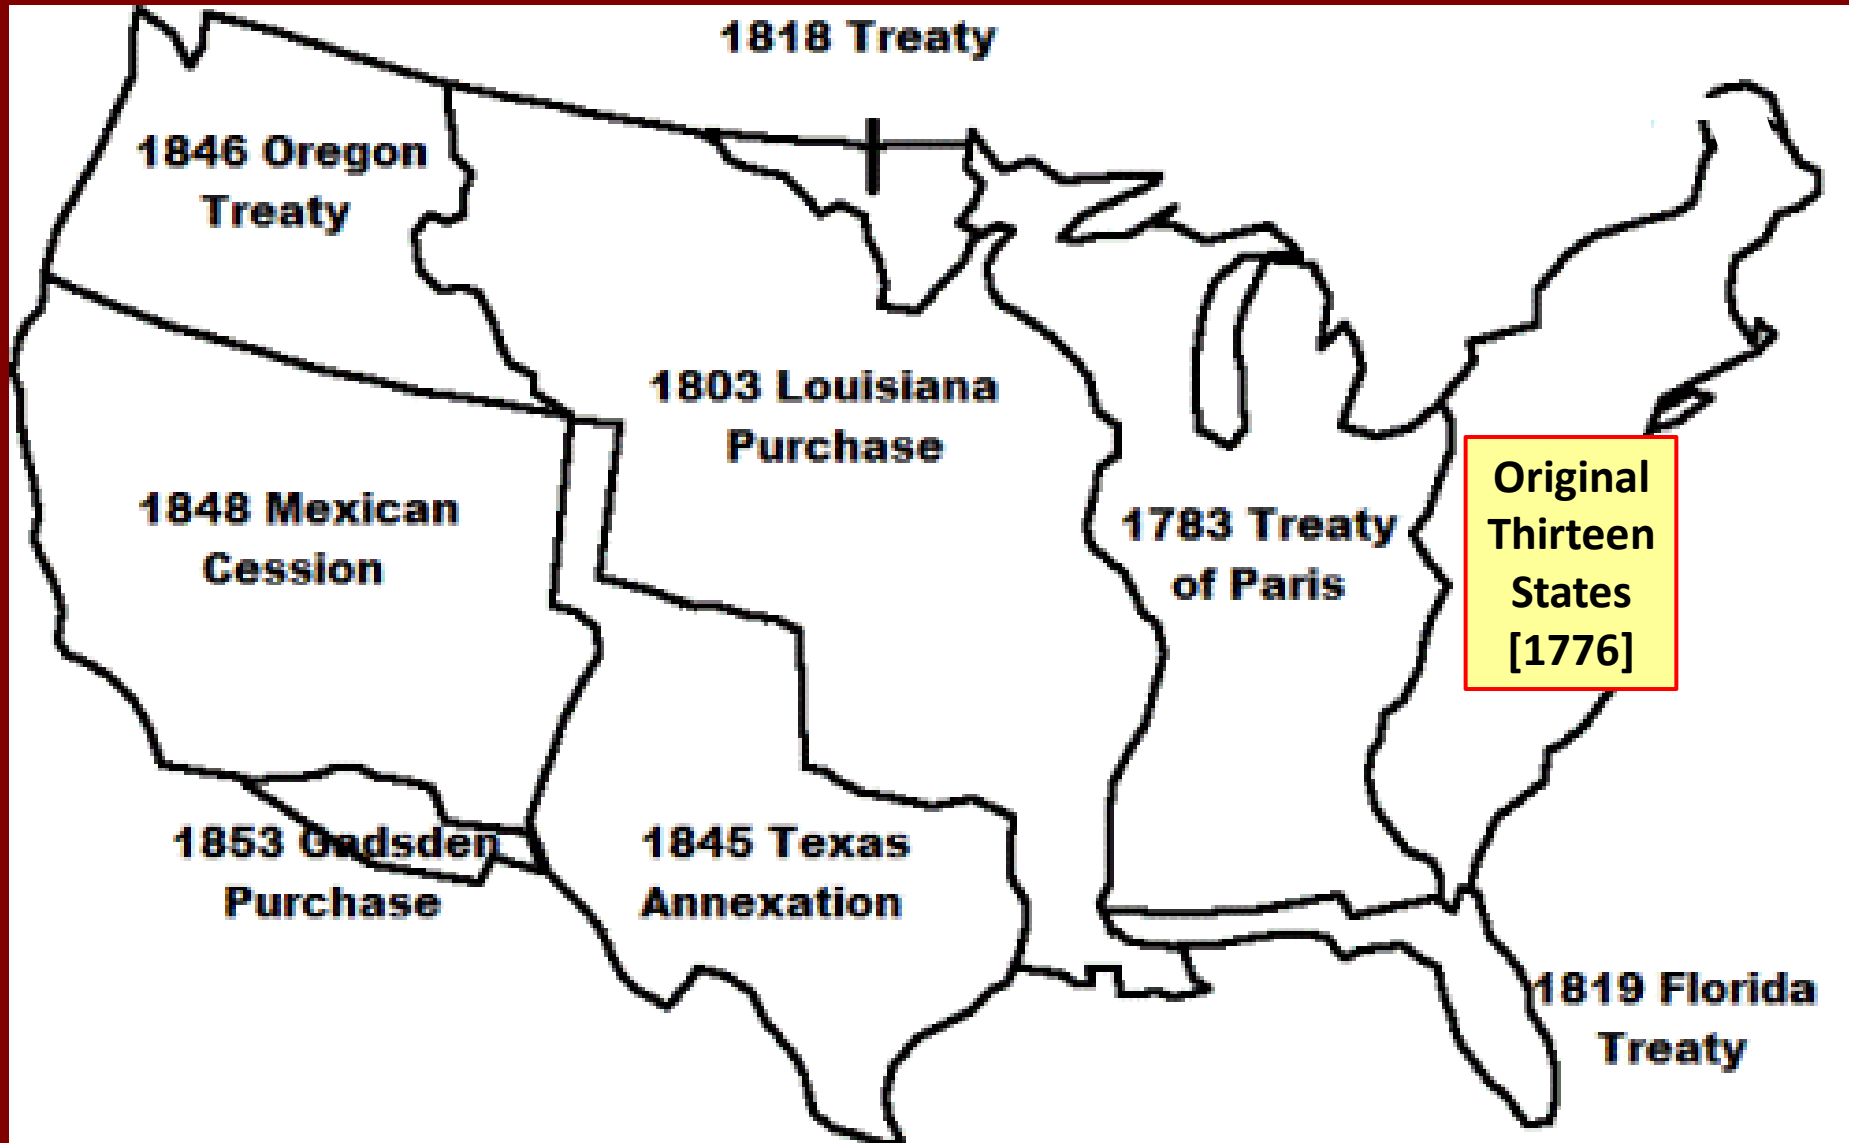 1818 Treaty
1846 Oregon
Treaty
1803 Louisiana
Purchase
1848 Mexican
Cession
1783 Treaty
of Paris
Original
Thirteen
States
[1776]
1853 Gadsden
Purchase
1845 Texas
Annexation
1819 Florida
Treaty